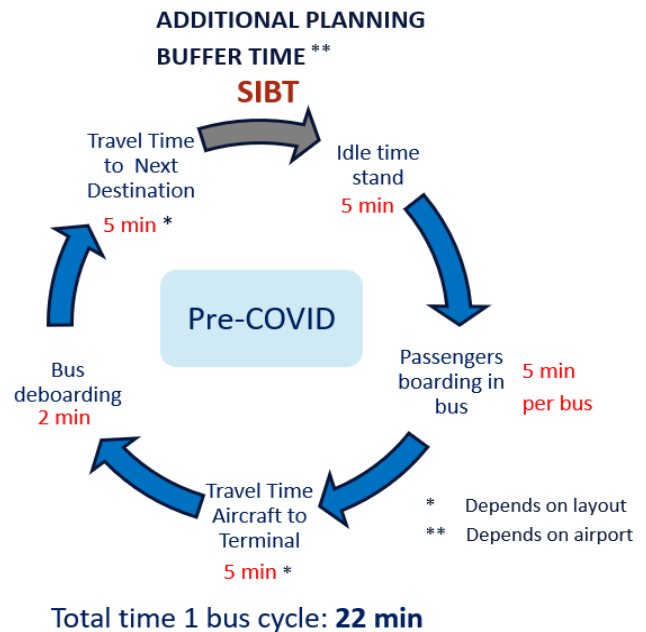 ADDITIONAL PLANNING
BUFFER TIME **
SIBT
Travel Time
to Next
Destination
5 min *
Idle time
stand
5 min
Pre-COVID
Passengers
boarding in
bus
5 min
per bus
Bus
deboarding
2 min
Travel Time
Aircraft to
Terminal
5 min *
* Depends on layout
** Depends on airport
Total time 1 bus cycle: 22 min